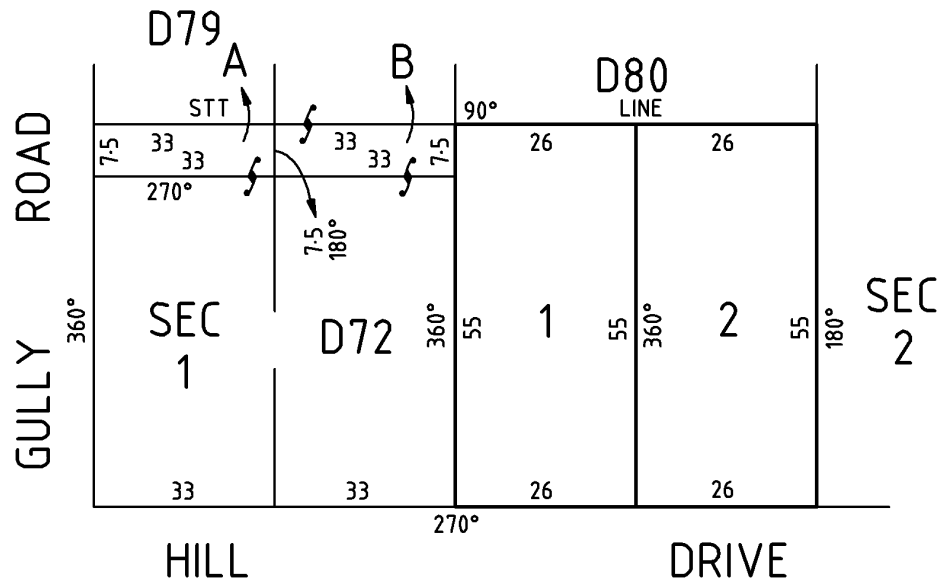 D79
A
B
D80
STT
90°
LINE
7·5
33
33
33
33
7·5
26
26
270°
7·5
180°
ROAD
GULLY
360°
SEC
1
D72
360°
55
1
55
360°
2
55
180°
SEC
2
33
33
26
26
270°
HILL
DRIVE